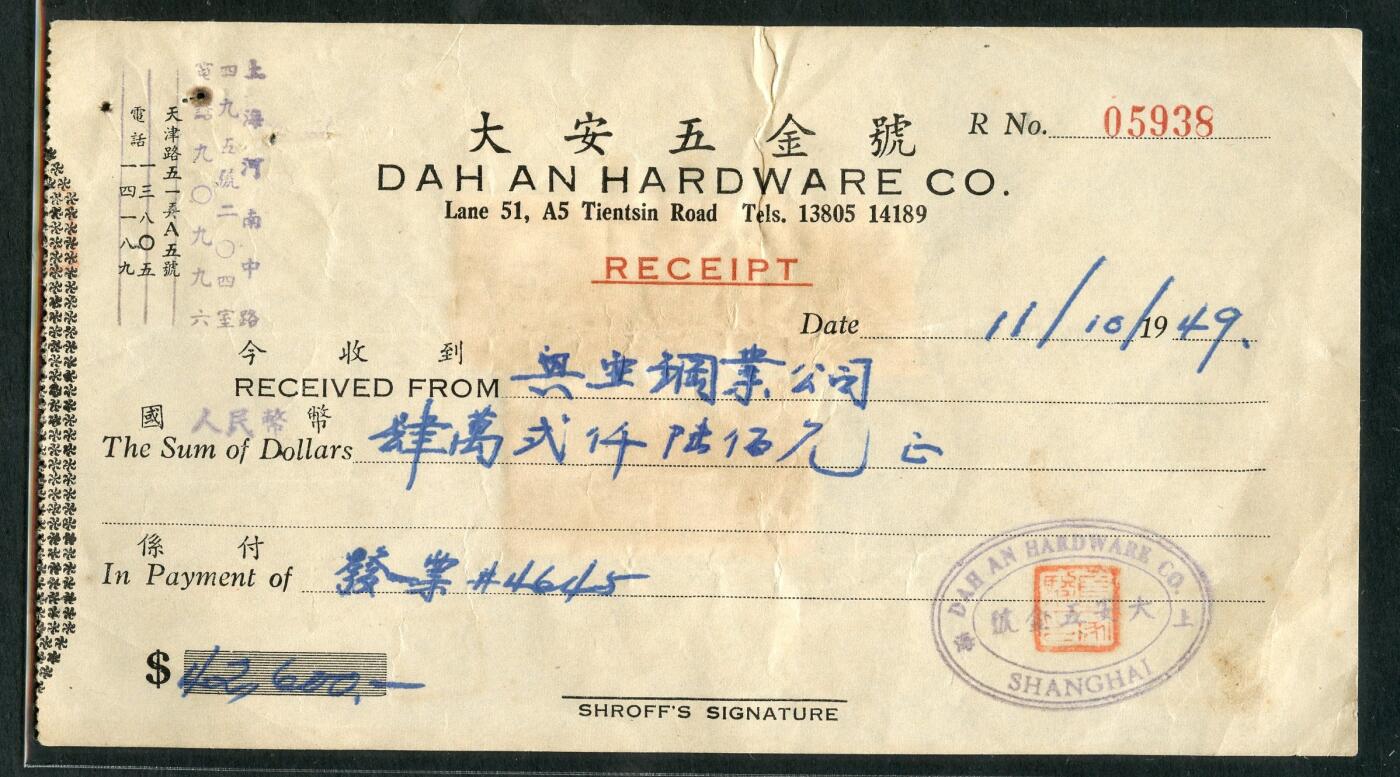 上海河南中路
四九五號二〇四室
電話九〇九九六
天津路五一弄A五號
電話一三八〇五
一四一八九
大安五金號
R No. 05938
DAH AN HARDWARE CO.
Lane 51, A5 Tientsin Road Tels. 13805 14189
RECEIPT
Date 11/10/1949.
今收到
RECEIVED FROM 興業鋼業公司
國人民幣幣
The Sum of Dollars 肆萬弍仟陆佰元正
係付
In Payment of 發票#4645
$42,600.—
SHROFF'S SIGNATURE
DAH AN HARDWARE CO.
上海
大安五金號
SHANGHAI